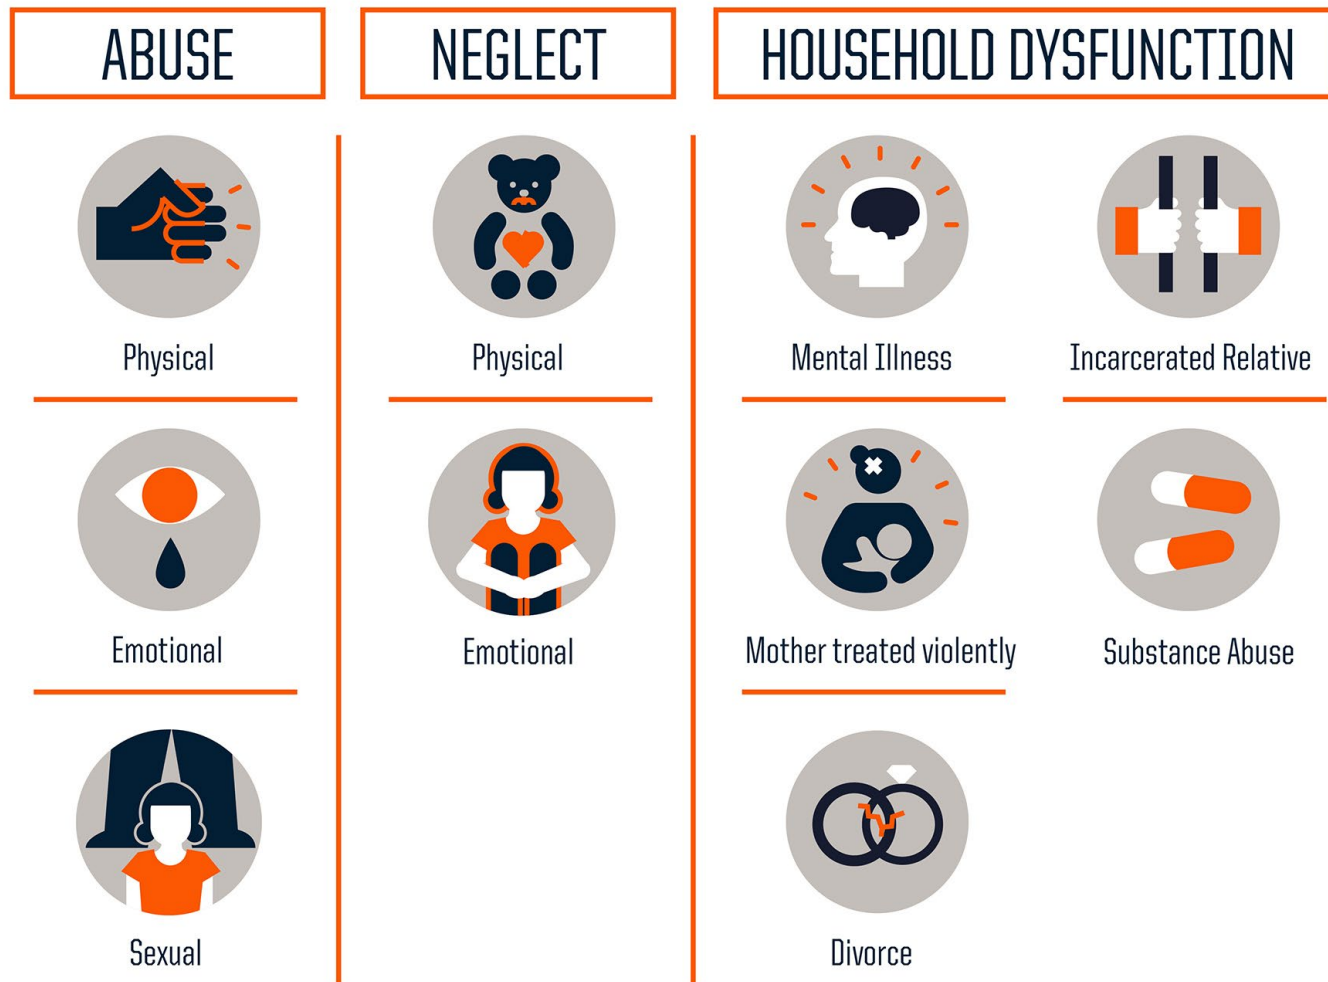 ABUSE
NEGLECT
HOUSEHOLD DYSFUNCTION
Physical
Emotional
Sexual
Physical
Emotional
Mental Illness
Incarcerated Relative
Mother treated violently
Substance Abuse
Divorce